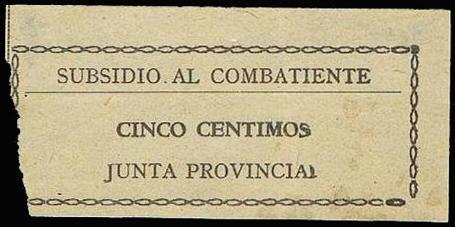 SUBSIDIO. AL COMBATIENTE
CINCO CENTIMOS
JUNTA PROVINCIAL